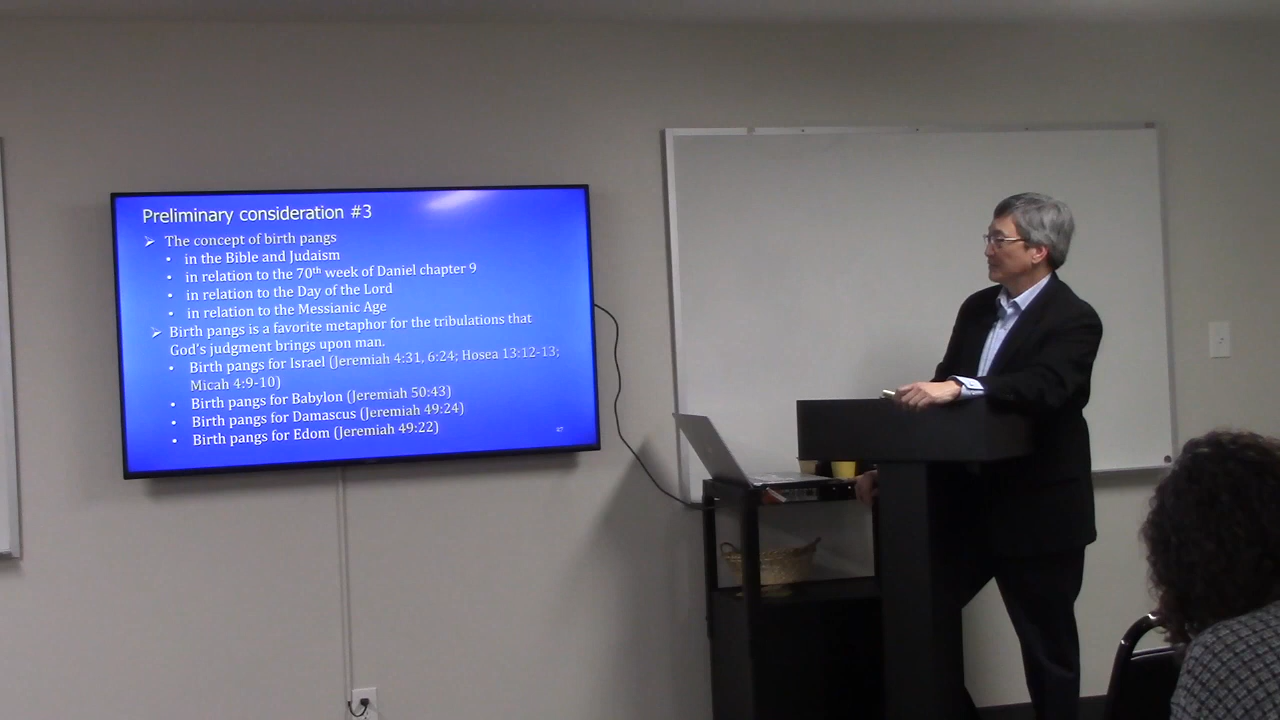 Preliminary consideration #3
➢ The concept of birth pangs
• in the Bible and Judaism
• in relation to the 70th week of Daniel chapter 9
• in relation to the Day of the Lord
• in relation to the Messianic Age
➢ Birth pangs is a favorite metaphor for the tribulations that
God's judgment brings upon man.
• Birth pangs for Israel (Jeremiah 4:31, 6:24; Hosea 13:12-13;
Micah 4:9-10)
• Birth pangs for Babylon (Jeremiah 50:43)
• Birth pangs for Damascus (Jeremiah 49:24)
• Birth pangs for Edom (Jeremiah 49:22)